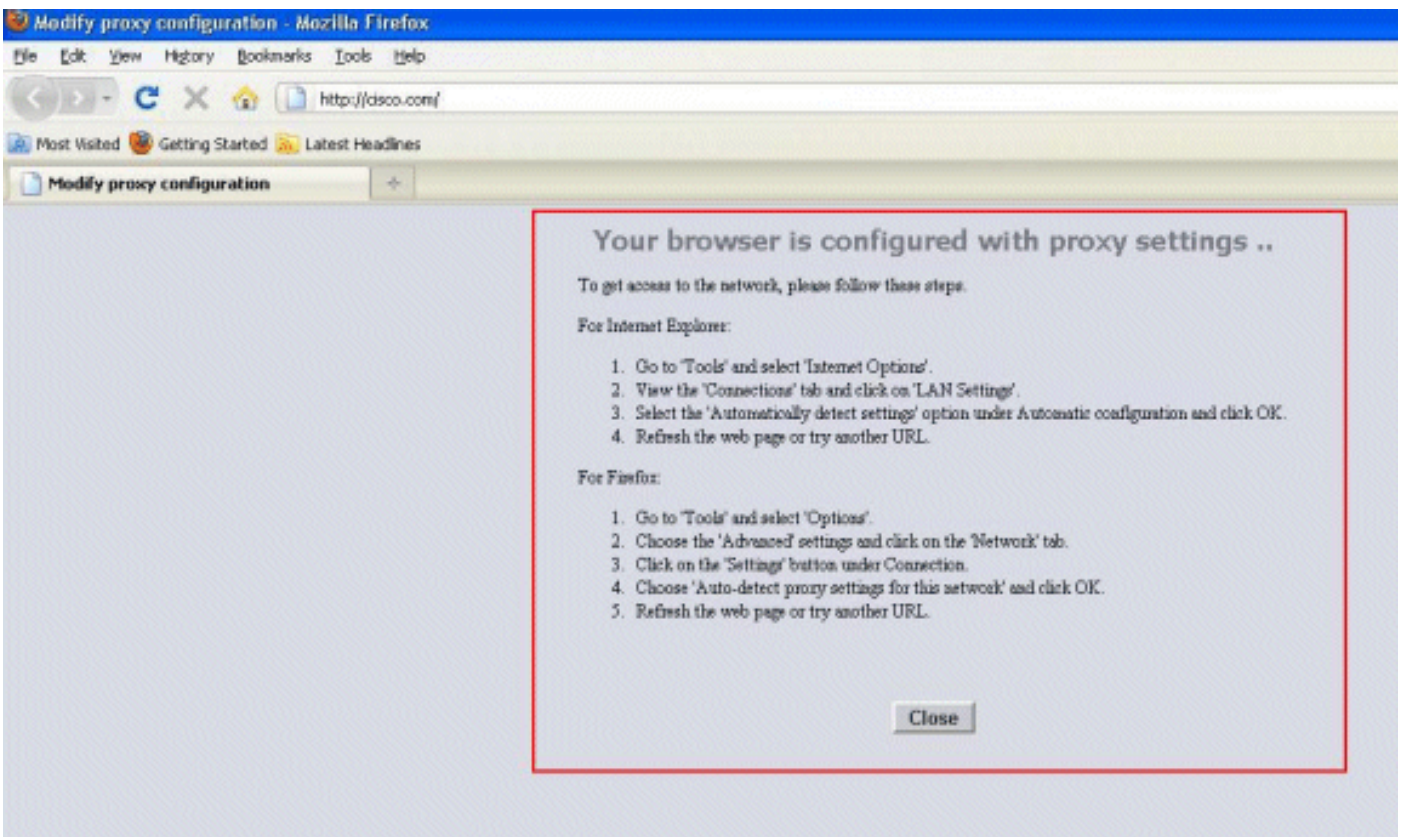 Modify proxy configuration - Mozilla Firefox
File Edit View History Bookmarks Tools Help
http://cisco.com/
Most Visited Getting Started Latest Headlines
Modify proxy configuration
Your browser is configured with proxy settings ..
To get access to the network, please follow these steps.
For Internet Explorer:
1. Go to 'Tools' and select 'Internet Options'.
2. View the 'Connections' tab and click on 'LAN Settings'.
3. Select the 'Automatically detect settings' option under Automatic configuration and click OK.
4. Refresh the web page or try another URL.
For Firefox:
1. Go to 'Tools' and select 'Options'.
2. Choose the 'Advanced' settings and click on the 'Network' tab.
3. Click on the 'Settings' button under Connection.
4. Choose 'Auto-detect proxy settings for this network' and click OK.
5. Refresh the web page or try another URL.
Close